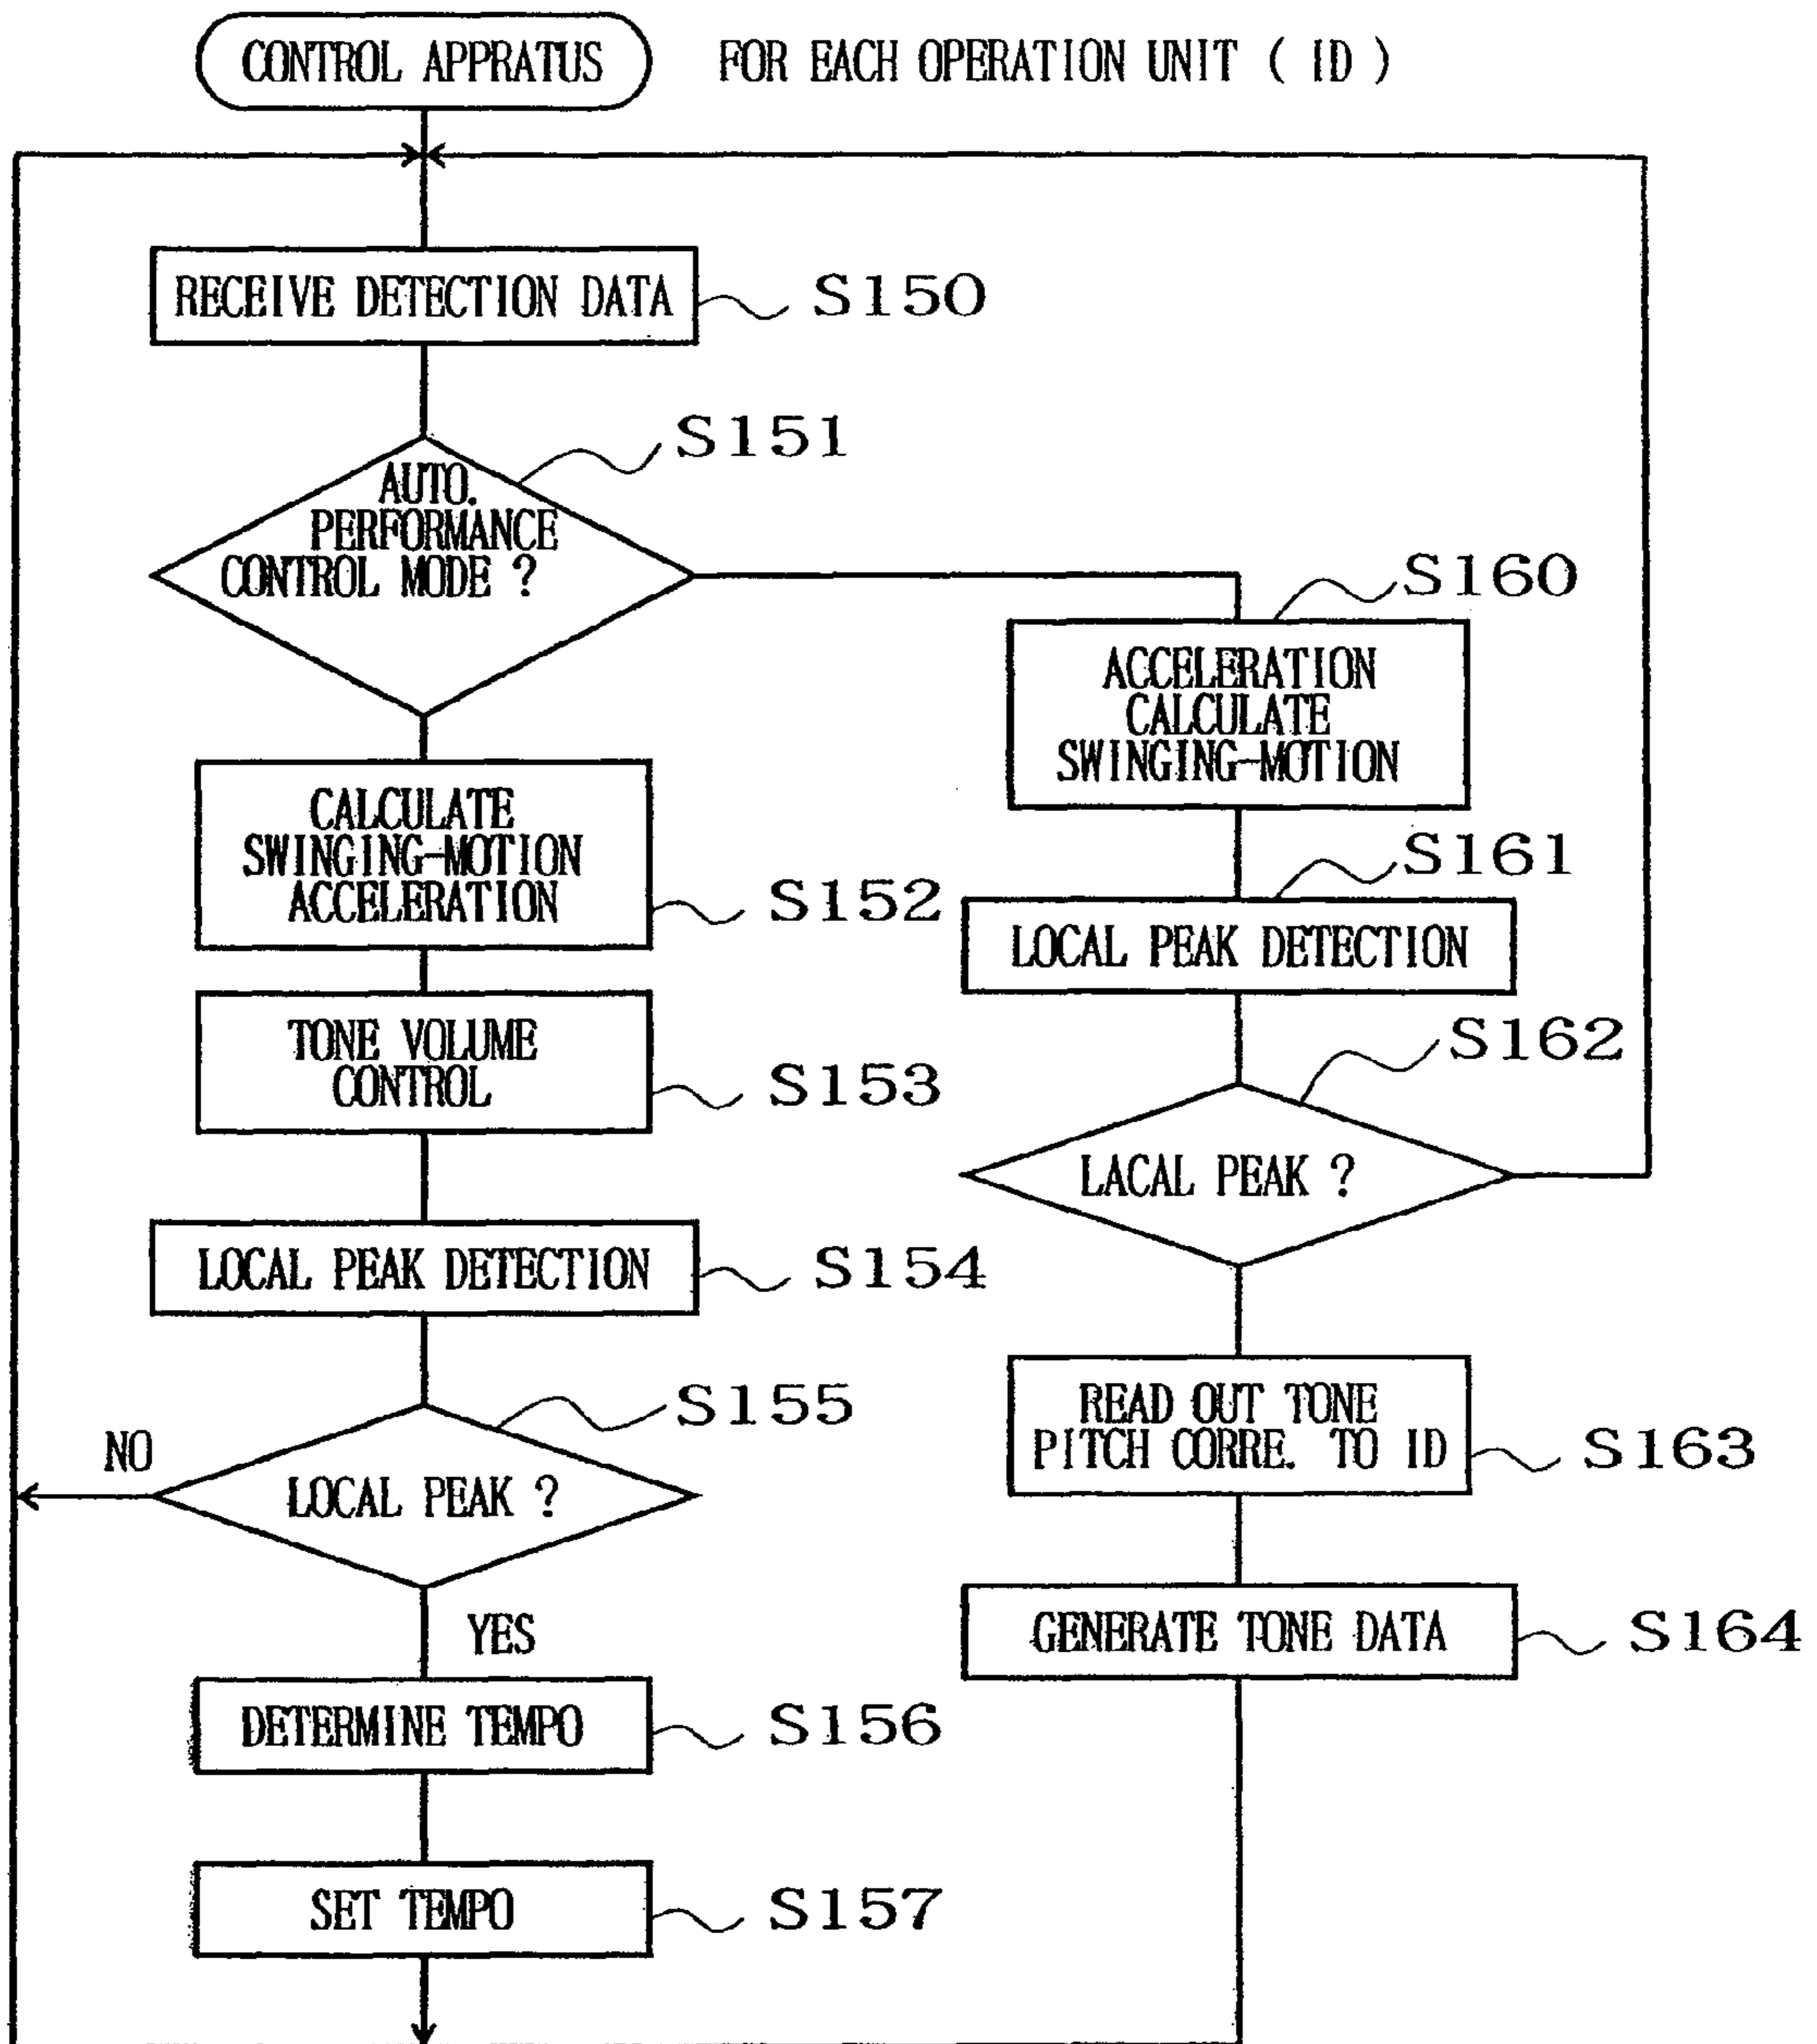 CONTROL APPRATUS
FOR EACH OPERATION UNIT ( ID )
RECEIVE DETECTION DATA
S150
S151
AUTO.
PERFORMANCE
CONTROL MODE ?
CALCULATE
SWINGING-MOTION
ACCELERATION
S152
TONE VOLUME
CONTROL
S153
LOCAL PEAK DETECTION
S154
S155
NO
LOCAL PEAK ?
YES
DETERMINE TEMPO
S156
SET TEMPO
S157
S160
ACCELERATION
CALCULATE
SWINGING-MOTION
S161
LOCAL PEAK DETECTION
S162
LACAL PEAK ?
READ OUT TONE
PITCH CORRE. TO ID
S163
GENERATE TONE DATA
S164